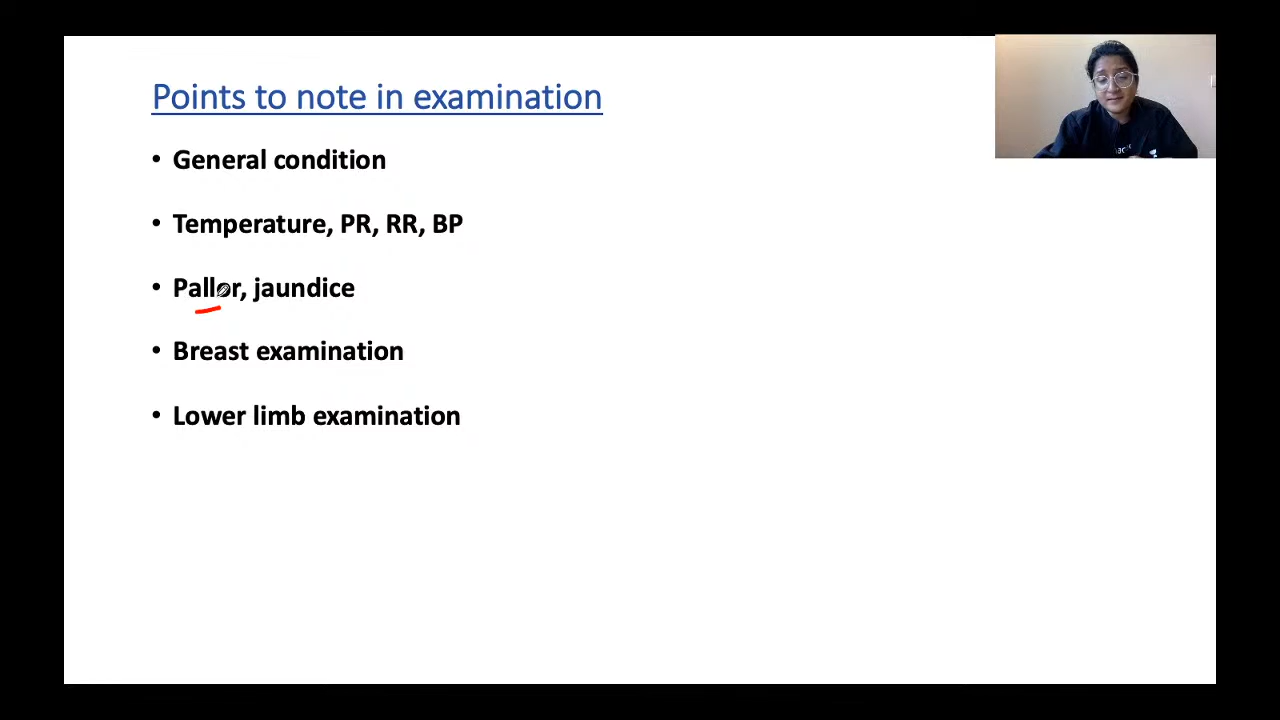 Points to note in examination
• General condition
• Temperature, PR, RR, BP
• Pallor, jaundice
• Breast examination
• Lower limb examination